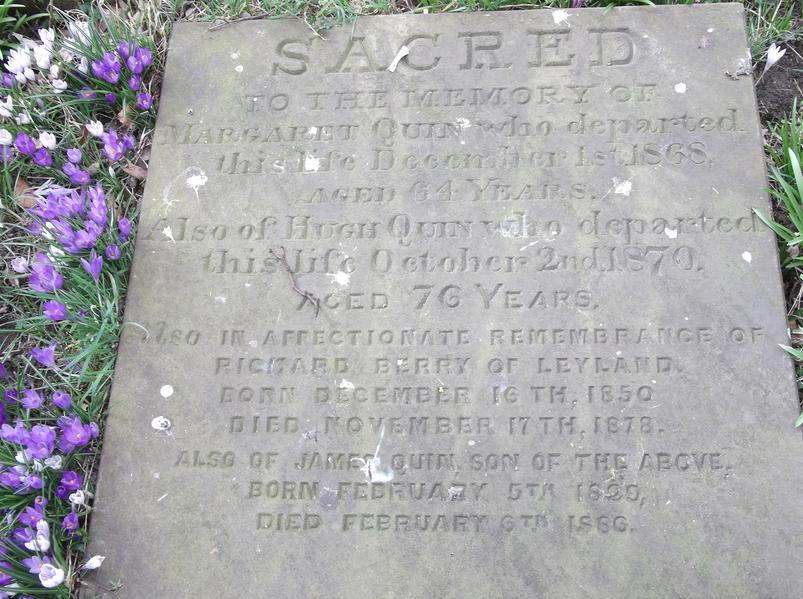 SACRED
TO THE MEMORY OF
MARGARET QUIN who departed
this life December 1st, 1868,
AGED 64 YEARS.
Also of HUGH QUIN who departed
this life October 2nd, 1870,
AGED 76 YEARS.
Also IN AFFECTIONATE REMEMBRANCE OF
RICHARD BERRY OF LEYLAND.
BORN DECEMBER 16TH, 1850
DIED NOVEMBER 17TH, 1878.
ALSO OF JAMES QUIN, SON OF THE ABOVE,
BORN FEBRUARY 5TH
DIED FEBRUARY 6TH 1886.